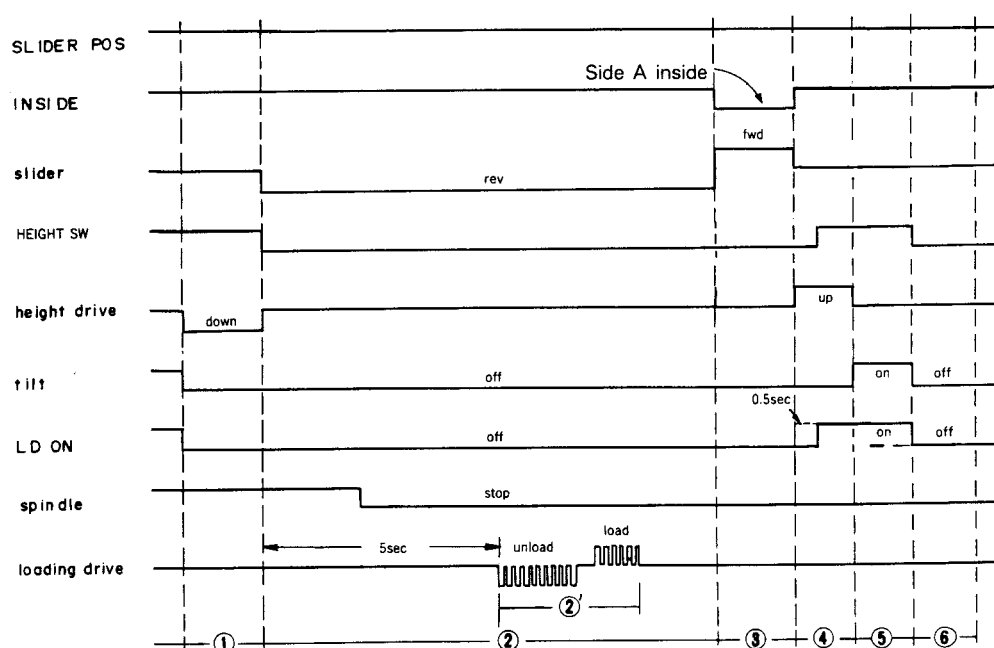 SLIDER POS
Side A inside
INSIDE
fwd
slider
rev
HEIGHT SW
height drive
down
up
tilt
off
on
off
0.5sec
LD ON
off
on
off
spindle
stop
5sec
unload
load
loading drive
②'
① ② ③ ④ ⑤ ⑥